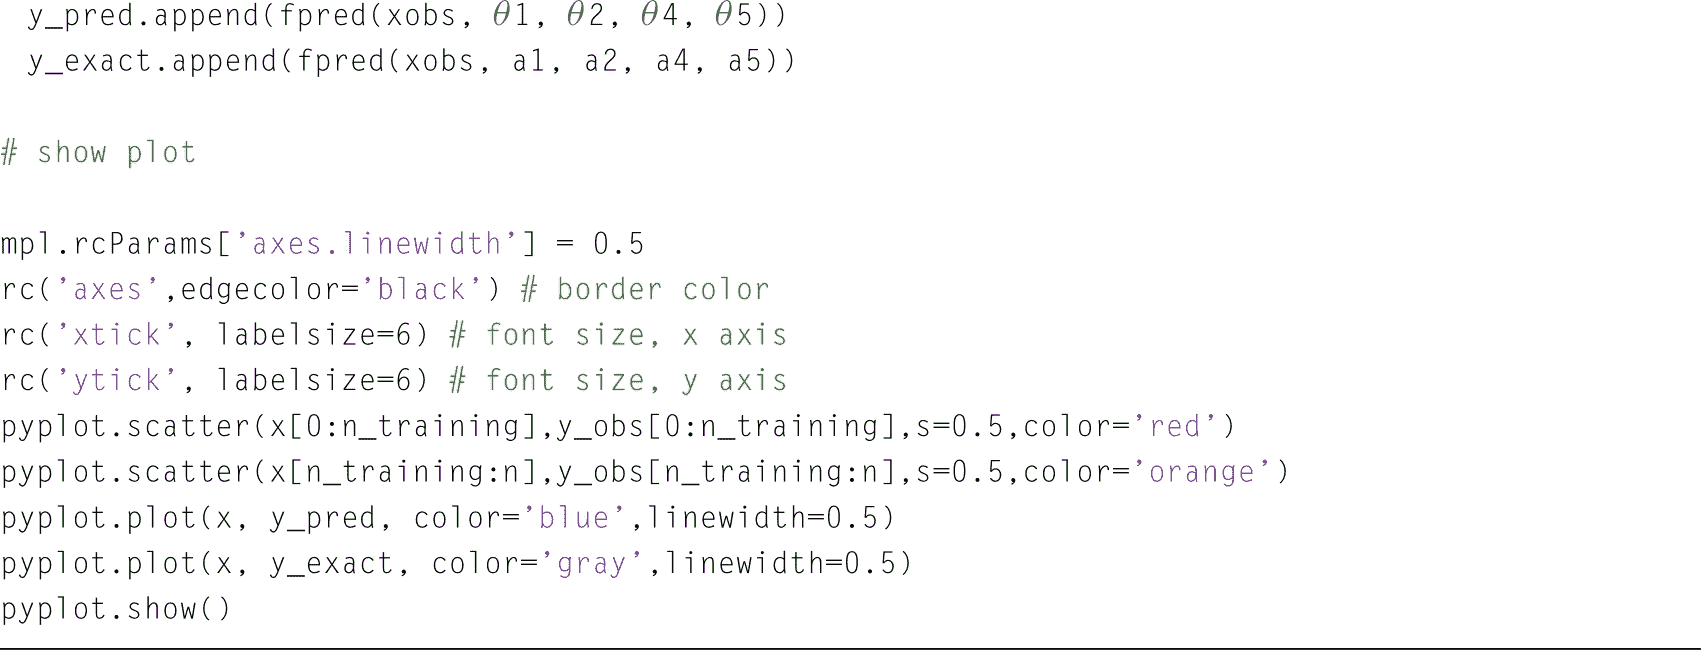 y_pred.append(fpred(xobs, θ1, θ2, θ4, θ5))
y_exact.append(fpred(xobs, a1, a2, a4, a5))
# show plot
mpl.rcParams['axes.linewidth'] = 0.5
rc('axes',edgecolor='black') # border color
rc('xtick', labelsize=6) # font size, x axis
rc('ytick', labelsize=6) # font size, y axis
pyplot.scatter(x[0:n_training],y_obs[0:n_training],s=0.5,color='red')
pyplot.scatter(x[n_training:n],y_obs[n_training:n],s=0.5,color='orange')
pyplot.plot(x, y_pred, color='blue',linewidth=0.5)
pyplot.plot(x, y_exact, color='gray',linewidth=0.5)
pyplot.show()